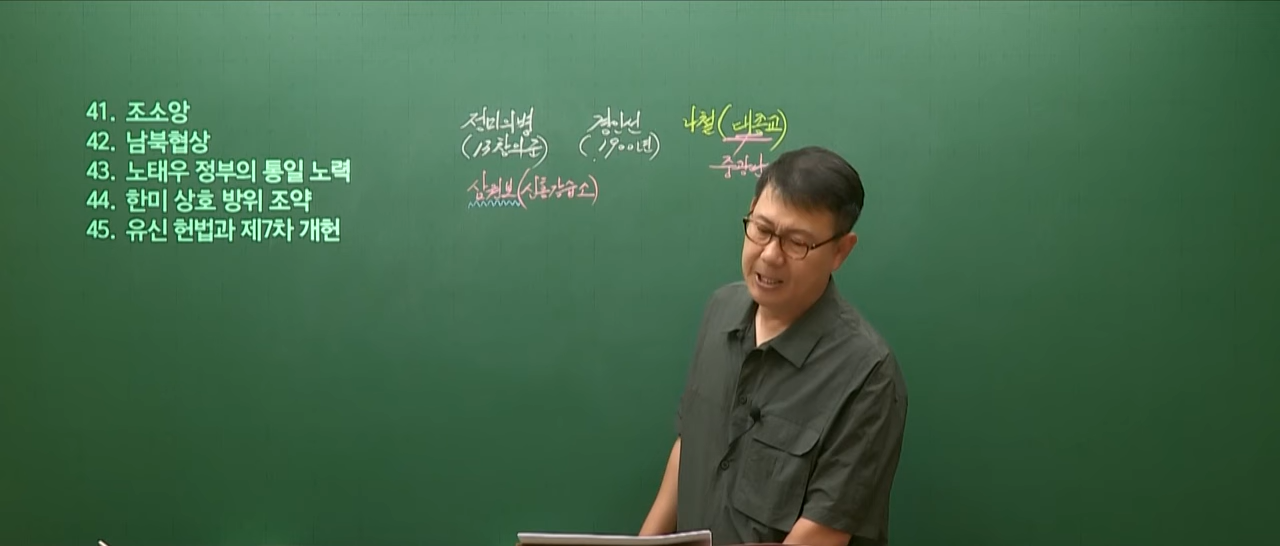 41. 조소앙
42. 남북협상
43. 노태우 정부의 통일 노력
44. 한미 상호 방위 조약
45. 유신 헌법과 제7차 개헌
정미의병 경인선 나철(대종교)
(13창의군) (1900년) 중광단
삼원보(신흥강습소)